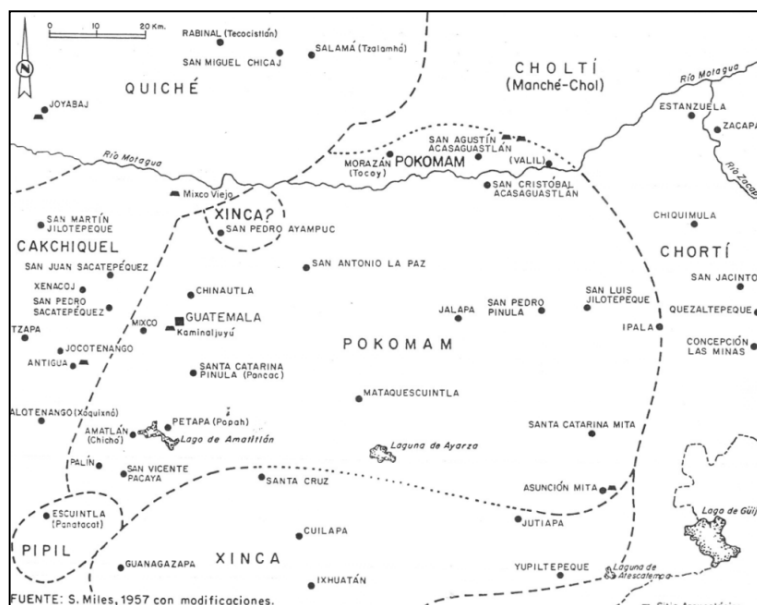 0 10 20 Km.
N
RABINAL (Tecocistlán)
SAN MIGUEL CHICAJ
SALAMÁ (Tzalamhá)
QUICHÉ
CHOLTÍ
(Manché-Chol)
Río Motagua
ESTANZUELA
ZACAPA
JOYABAJ
Río Motagua
SAN AGUSTÍN
ACASAGUASTLÁN
MORAZÁN
(Tocoy)
POKOMAM
(VALIL)
SAN CRISTÓBAL
ACASAGUASTLÁN
Mixco Viejo
XINCA?
SAN PEDRO AYAMPUC
SAN MARTÍN
JILOTEPEQUE
CAKCHIQUEL
CHIQUIMULA
CHORTÍ
SAN JUAN SACATEPÉQUEZ
XENACOJ
SAN PEDRO
SACATEPÉQUEZ
SAN ANTONIO LA PAZ
CHINAUTLA
GUATEMALA
Kaminaljuyú
MIXCO
JALAPA
SAN PEDRO
PINULA
SAN LUIS
JILOTEPEQUE
SAN JACINTO
QUEZALTEPEQUE
IPALA
CONCEPCIÓN
LAS MINAS
TZAPA
JOCOTENANGO
ANTIGUA
POKOMAM
SANTA CATARINA
PINULA (Pancac)
MATAQUESCUINTLA
ALOTENANGO
AMATLÁN
(Chichó)
PETAPA (Popah)
Lago de Amatitlán
Laguna de Ayarza
SANTA CATARINA MITA
PALÍN
SAN VICENTE
PACAYA
SANTA CRUZ
ASUNCIÓN MITA
Lago de Güij
ESCUINTLA
(Panatacat)
PIPIL
CUILAPA
JUTIAPA
XINCA
GUANAGAZAPA
IXHUATÁN
YUPILTEPEQUE
Laguna de
Atescatempa
FUENTE: S. Miles, 1957 con modificaciones.